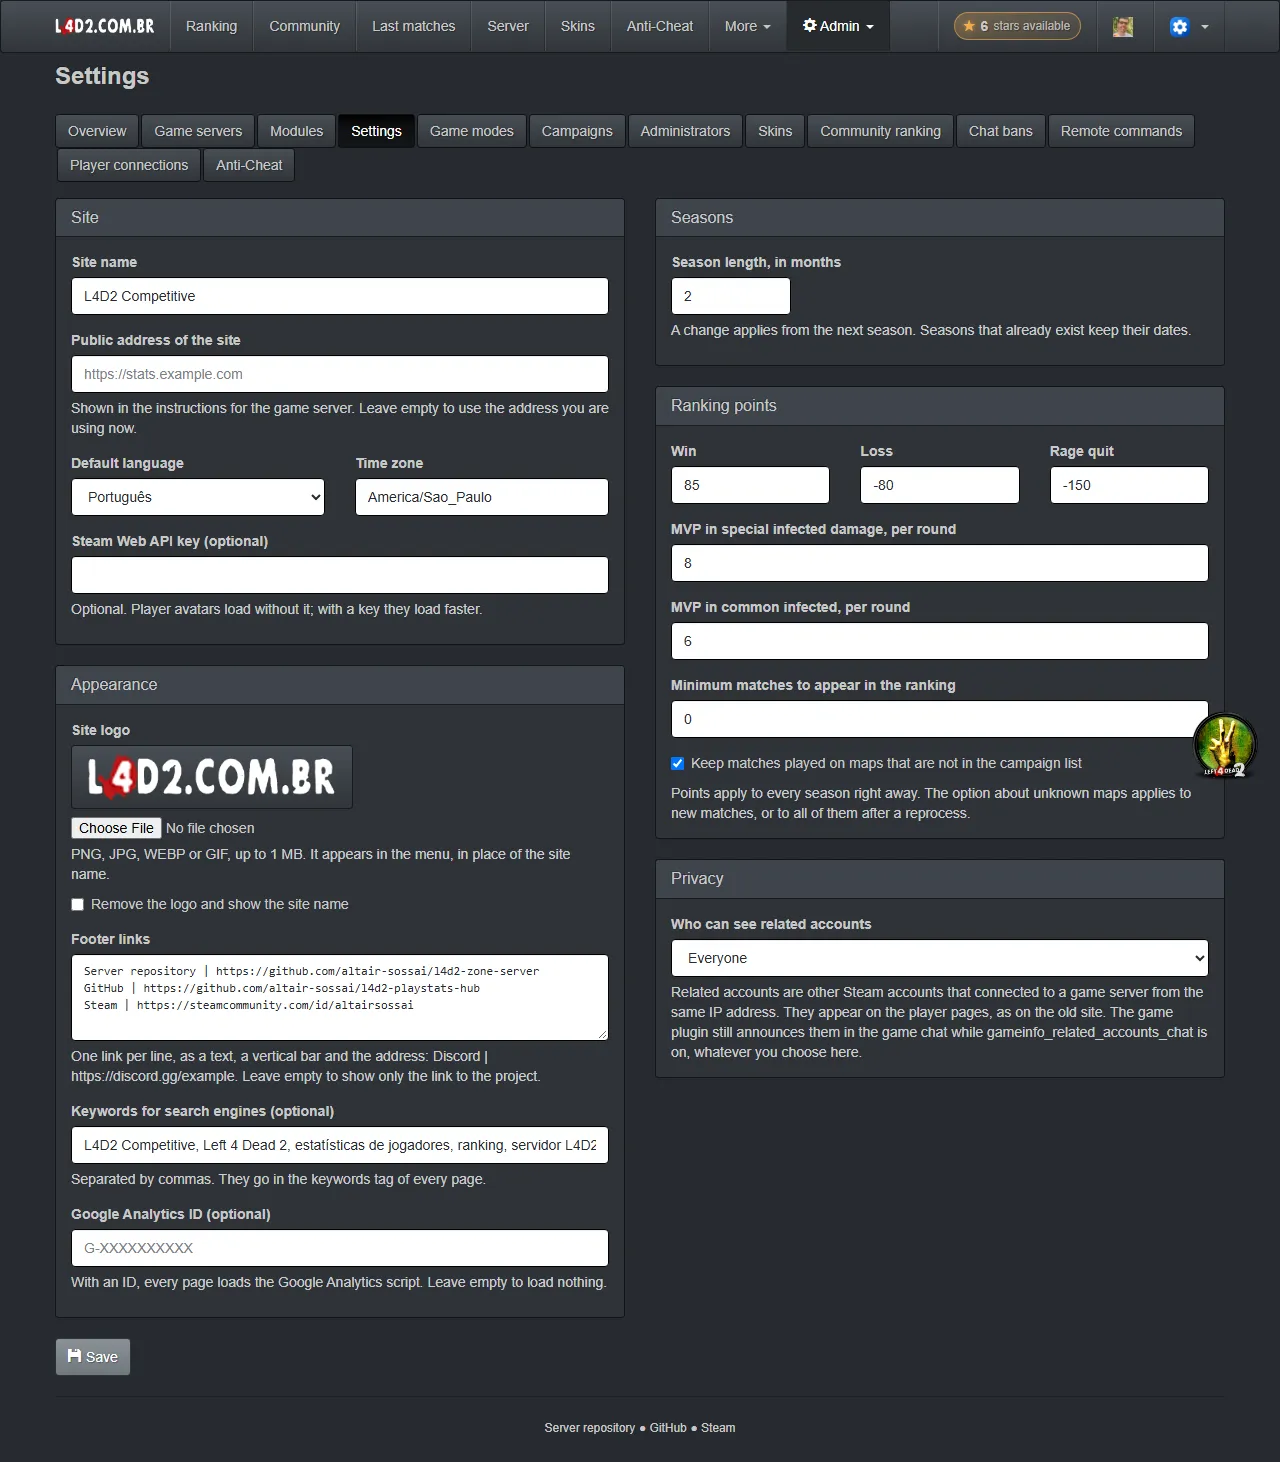 L4D2.COM.BR
Ranking
Community
Last matches
Server
Skins
Anti-Cheat
More
Admin
6 stars available
Settings
Overview
Game servers
Modules
Settings
Game modes
Campaigns
Administrators
Skins
Community ranking
Chat bans
Remote commands
Player connections
Anti-Cheat
Site
Site name
L4D2 Competitive
Public address of the site
https://stats.example.com
Shown in the instructions for the game server. Leave empty to use the address you are
using now.
Default language
Time zone
Português
America/Sao_Paulo
Steam Web API key (optional)
Optional. Player avatars load without it; with a key they load faster.
Appearance
Site logo
L4D2.COM.BR
Choose File No file chosen
PNG, JPG, WEBP or GIF, up to 1 MB. It appears in the menu, in place of the site
name.
Remove the logo and show the site name
Footer links
Server repository | https://github.com/altair-sossai/l4d2-zone-server
GitHub | https://github.com/altair-sossai/l4d2-playstats-hub
Steam | https://steamcommunity.com/id/altairsossai
One link per line, as a text, a vertical bar and the address: Discord |
https://discord.gg/example. Leave empty to show only the link to the project.
Keywords for search engines (optional)
L4D2 Competitive, Left 4 Dead 2, estatísticas de jogadores, ranking, servidor L4D2
Separated by commas. They go in the keywords tag of every page.
Google Analytics ID (optional)
G-XXXXXXXXXX
With an ID, every page loads the Google Analytics script. Leave empty to load nothing.
Save
Seasons
Season length, in months
2
A change applies from the next season. Seasons that already exist keep their dates.
Ranking points
Win
Loss
Rage quit
85
-80
-150
MVP in special infected damage, per round
8
MVP in common infected, per round
6
Minimum matches to appear in the ranking
0
LEFT 4 DEAD 2
Keep matches played on maps that are not in the campaign list
Points apply to every season right away. The option about unknown maps applies to
new matches, or to all of them after a reprocess.
Privacy
Who can see related accounts
Everyone
Related accounts are other Steam accounts that connected to a game server from the
same IP address. They appear on the player pages, as on the old site. The game
plugin still announces them in the game chat while gameinfo_related_accounts_chat is
on, whatever you choose here.
Server repository ● GitHub ● Steam